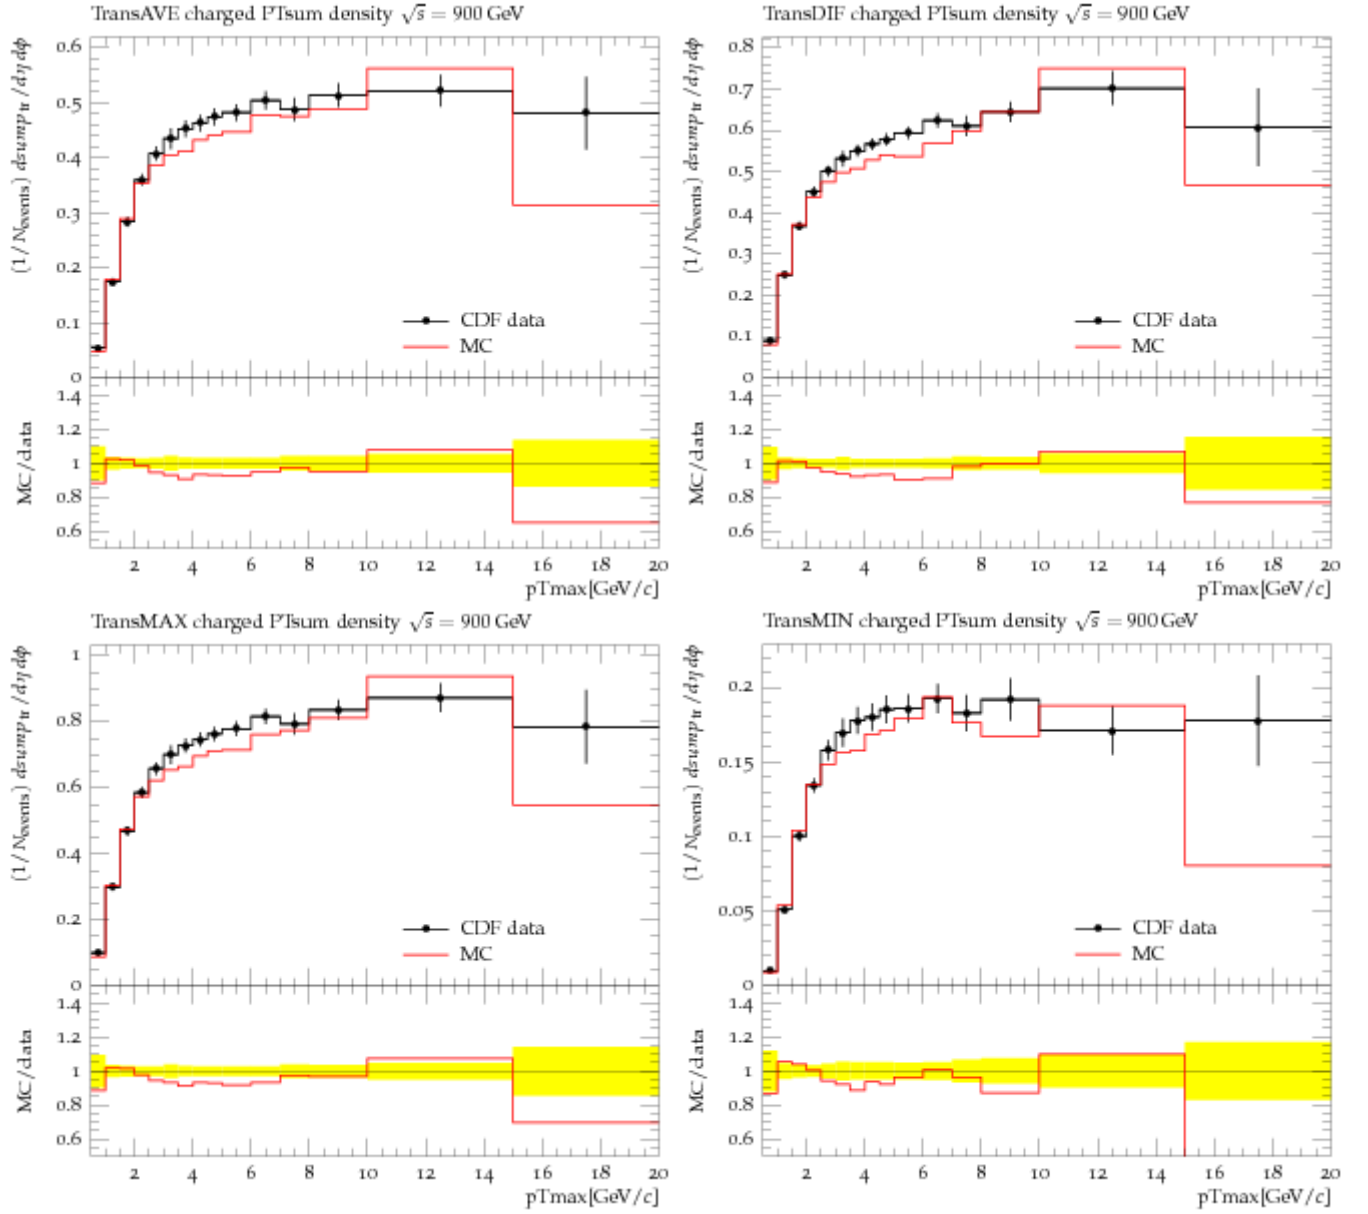 TransAVE charged PTsum density √s = 900 GeV
(1/Nevents) dsump_tr/dη dφ
0.6
0.5
0.4
0.3
0.2
0.1
0
CDF data
MC
MC/data
1.4
1.2
1
0.8
0.6
2 4 6 8 10 12 14 16 18 20
pTmax[GeV/c]
TransDIF charged PTsum density √s = 900 GeV
(1/Nevents) dsump_tr/dη dφ
0.8
0.7
0.6
0.5
0.4
0.3
0.2
0.1
0
CDF data
MC
MC/data
1.4
1.2
1
0.8
0.6
2 4 6 8 10 12 14 16 18 20
pTmax[GeV/c]
TransMAX charged PTsum density √s = 900 GeV
(1/Nevents) dsump_tr/dη dφ
1
0.8
0.6
0.4
0.2
0
CDF data
MC
MC/data
1.4
1.2
1
0.8
0.6
2 4 6 8 10 12 14 16 18 20
pTmax[GeV/c]
TransMIN charged PTsum density √s = 900 GeV
(1/Nevents) dsump_tr/dη dφ
0.2
0.15
0.1
0.05
0
CDF data
MC
MC/data
1.4
1.2
1
0.8
0.6
2 4 6 8 10 12 14 16 18 20
pTmax[GeV/c]